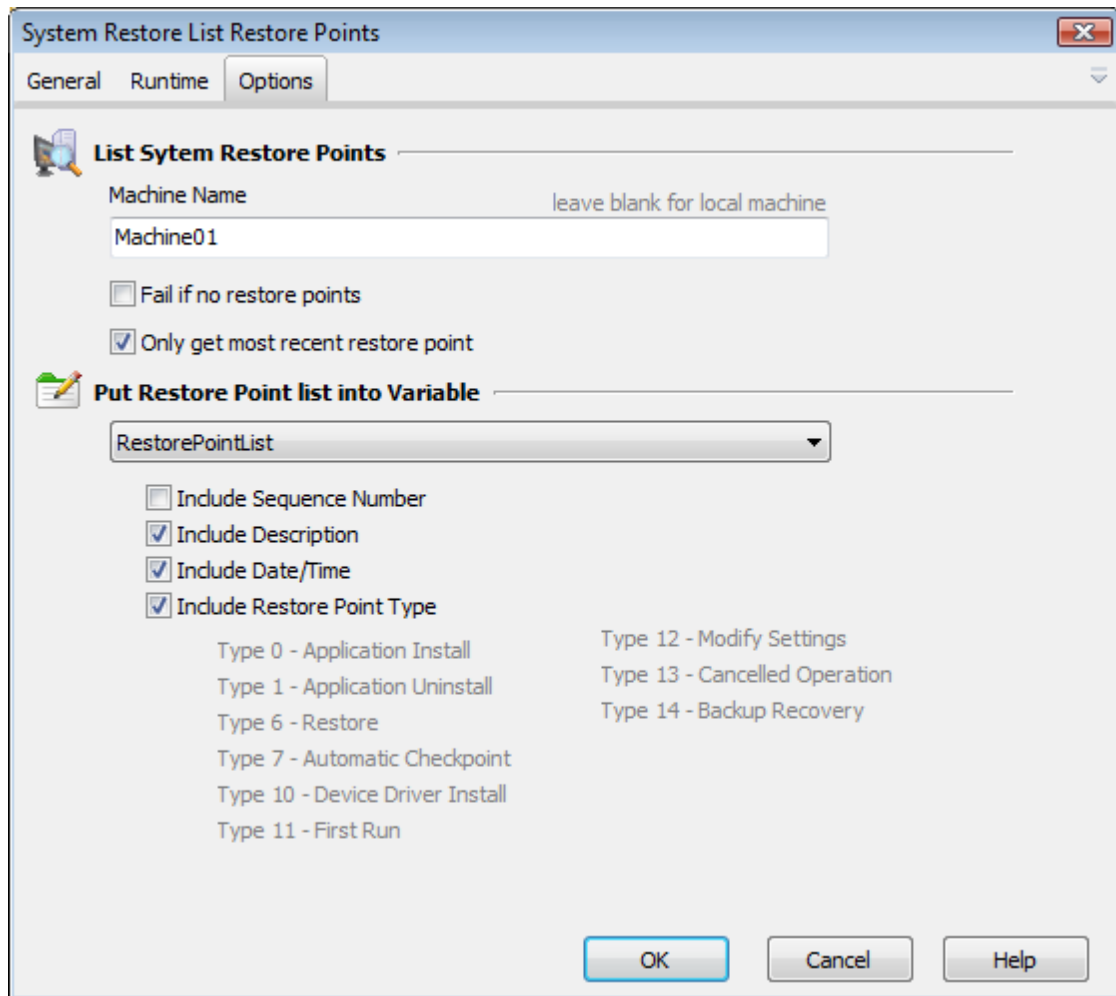 System Restore List Restore Points
General Runtime Options
List Sytem Restore Points
Machine Name leave blank for local machine
Machine01
Fail if no restore points
Only get most recent restore point
Put Restore Point list into Variable
RestorePointList
Include Sequence Number
Include Description
Include Date/Time
Include Restore Point Type
Type 0 - Application Install
Type 1 - Application Uninstall
Type 6 - Restore
Type 7 - Automatic Checkpoint
Type 10 - Device Driver Install
Type 11 - First Run
Type 12 - Modify Settings
Type 13 - Cancelled Operation
Type 14 - Backup Recovery
OK Cancel Help